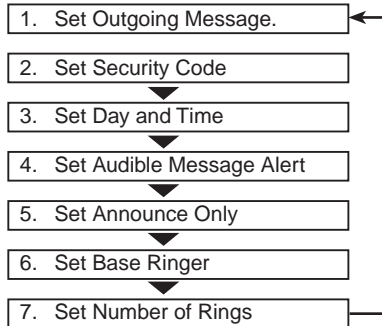 1. Set Outgoing Message.
2. Set Security Code
3. Set Day and Time
4. Set Audible Message Alert
5. Set Announce Only
6. Set Base Ringer
7. Set Number of Rings